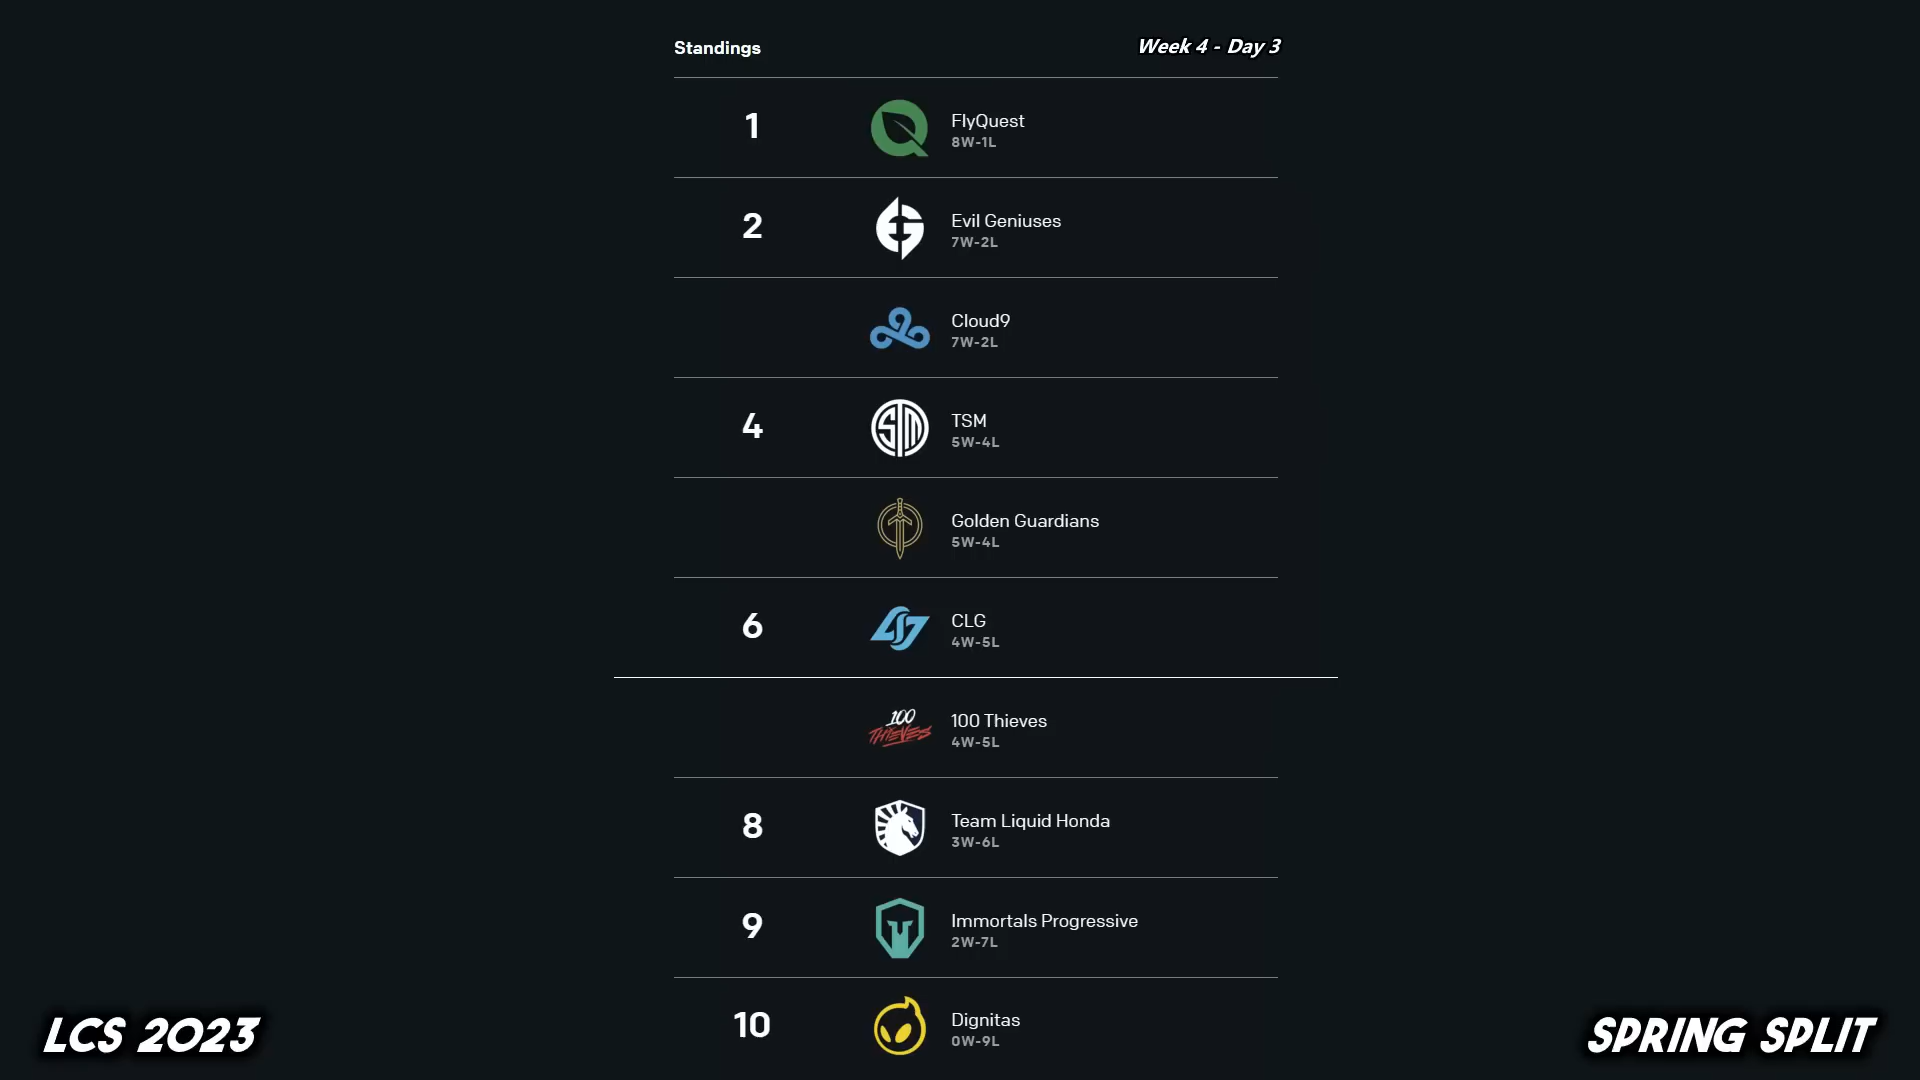 Standings
Week 4 - Day 3
1
FlyQuest
8W-1L
2
Evil Geniuses
7W-2L
Cloud9
7W-2L
4
TSM
5W-4L
Golden Guardians
5W-4L
6
CLG
4W-5L
100
THIEVES
100 Thieves
4W-5L
8
Team Liquid Honda
3W-6L
9
Immortals Progressive
2W-7L
10
Dignitas
0W-9L
LCS 2023
SPRING SPLIT